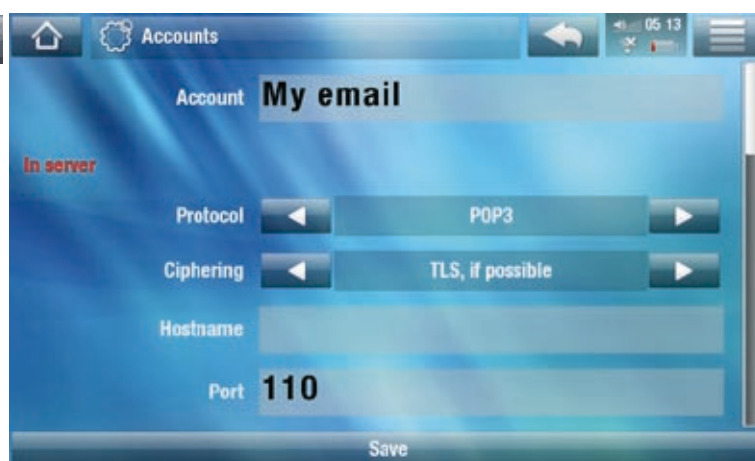 Accounts
05 13
Account My email
In server
Protocol POP3
Ciphering TLS, if possible
Hostname
Port 110
Save